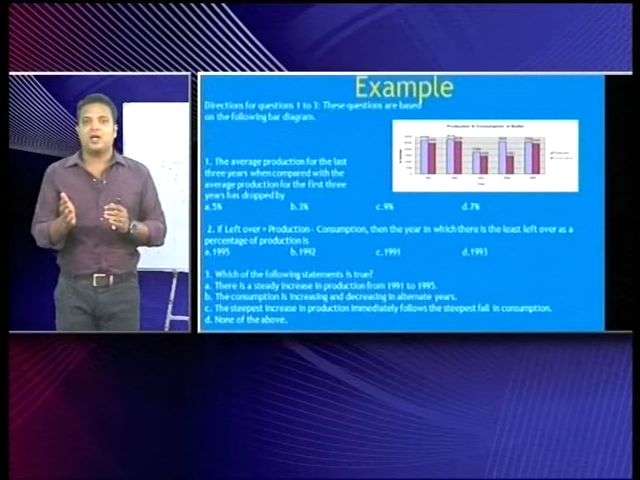 Example
Directions for questions 1 to 3: These questions are based
on the following bar diagram.
Production & Consumption of Butter
1. The average production for the last
three years when compared with the
average production for the first three
years has dropped by
a.5% b.3% c.9% d.7%
2. If Left over = Production- Consumption, then the year in which there is the least left over as a
percentage of production is
a.1995 b.1992 c.1991 d.1993
3. Which of the following statements is true?
a. There is a steady increase in production from 1991 to 1995.
b. The consumption is increasing and decreasing in alternate years.
c. The steepest increase in production immediately follows the steepest fall in consumption.
d. None of the above.